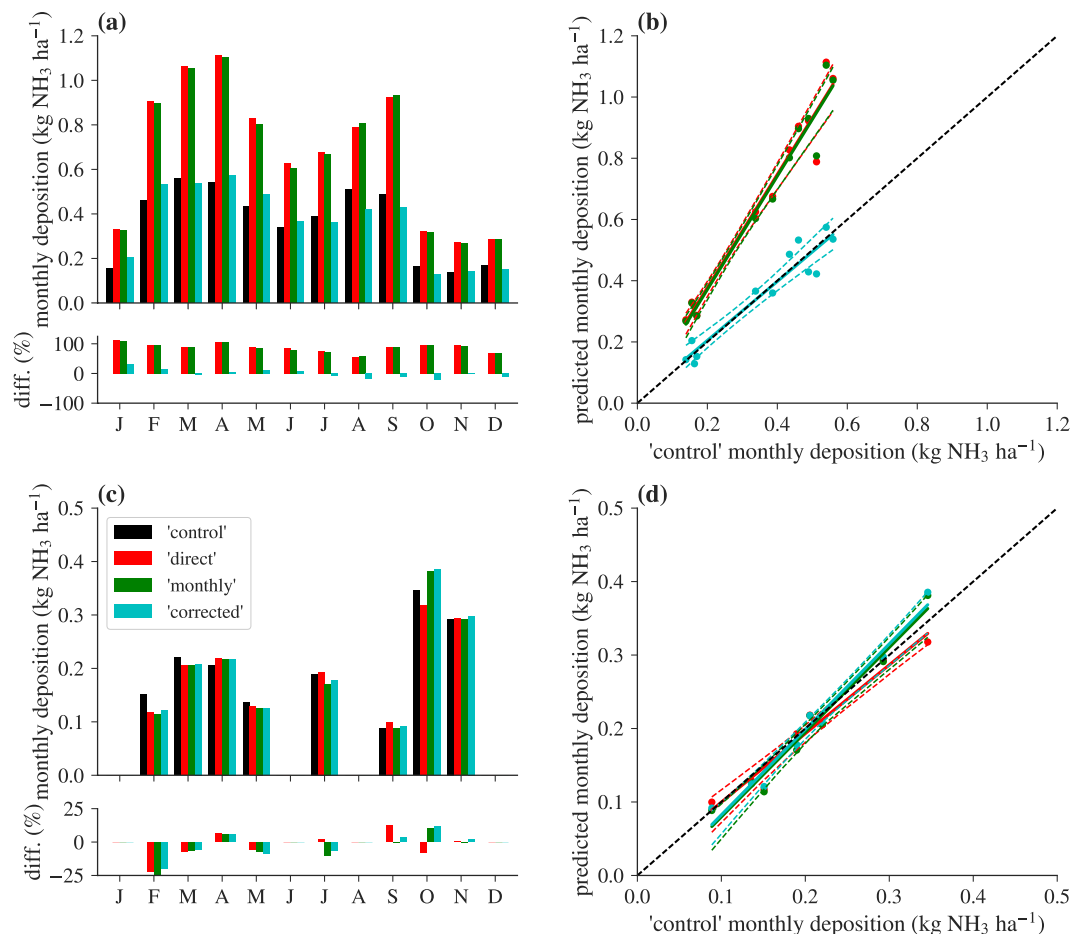 (a)
monthly deposition (kg NH₃ ha⁻¹)
1.2
1.0
0.8
0.6
0.4
0.2
0.0
diff. (%)
100
0
−100
J F M A M J J A S O N D
(b)
predicted monthly deposition (kg NH₃ ha⁻¹)
1.2
1.0
0.8
0.6
0.4
0.2
0.0
0.0 0.2 0.4 0.6 0.8 1.0 1.2
'control' monthly deposition (kg NH₃ ha⁻¹)
(c)
monthly deposition (kg NH₃ ha⁻¹)
0.5
0.4
0.3
0.2
0.1
0.0
'control'
'direct'
'monthly'
'corrected'
diff. (%)
25
0
−25
J F M A M J J A S O N D
(d)
predicted monthly deposition (kg NH₃ ha⁻¹)
0.5
0.4
0.3
0.2
0.1
0.0
0.0 0.1 0.2 0.3 0.4 0.5
'control' monthly deposition (kg NH₃ ha⁻¹)